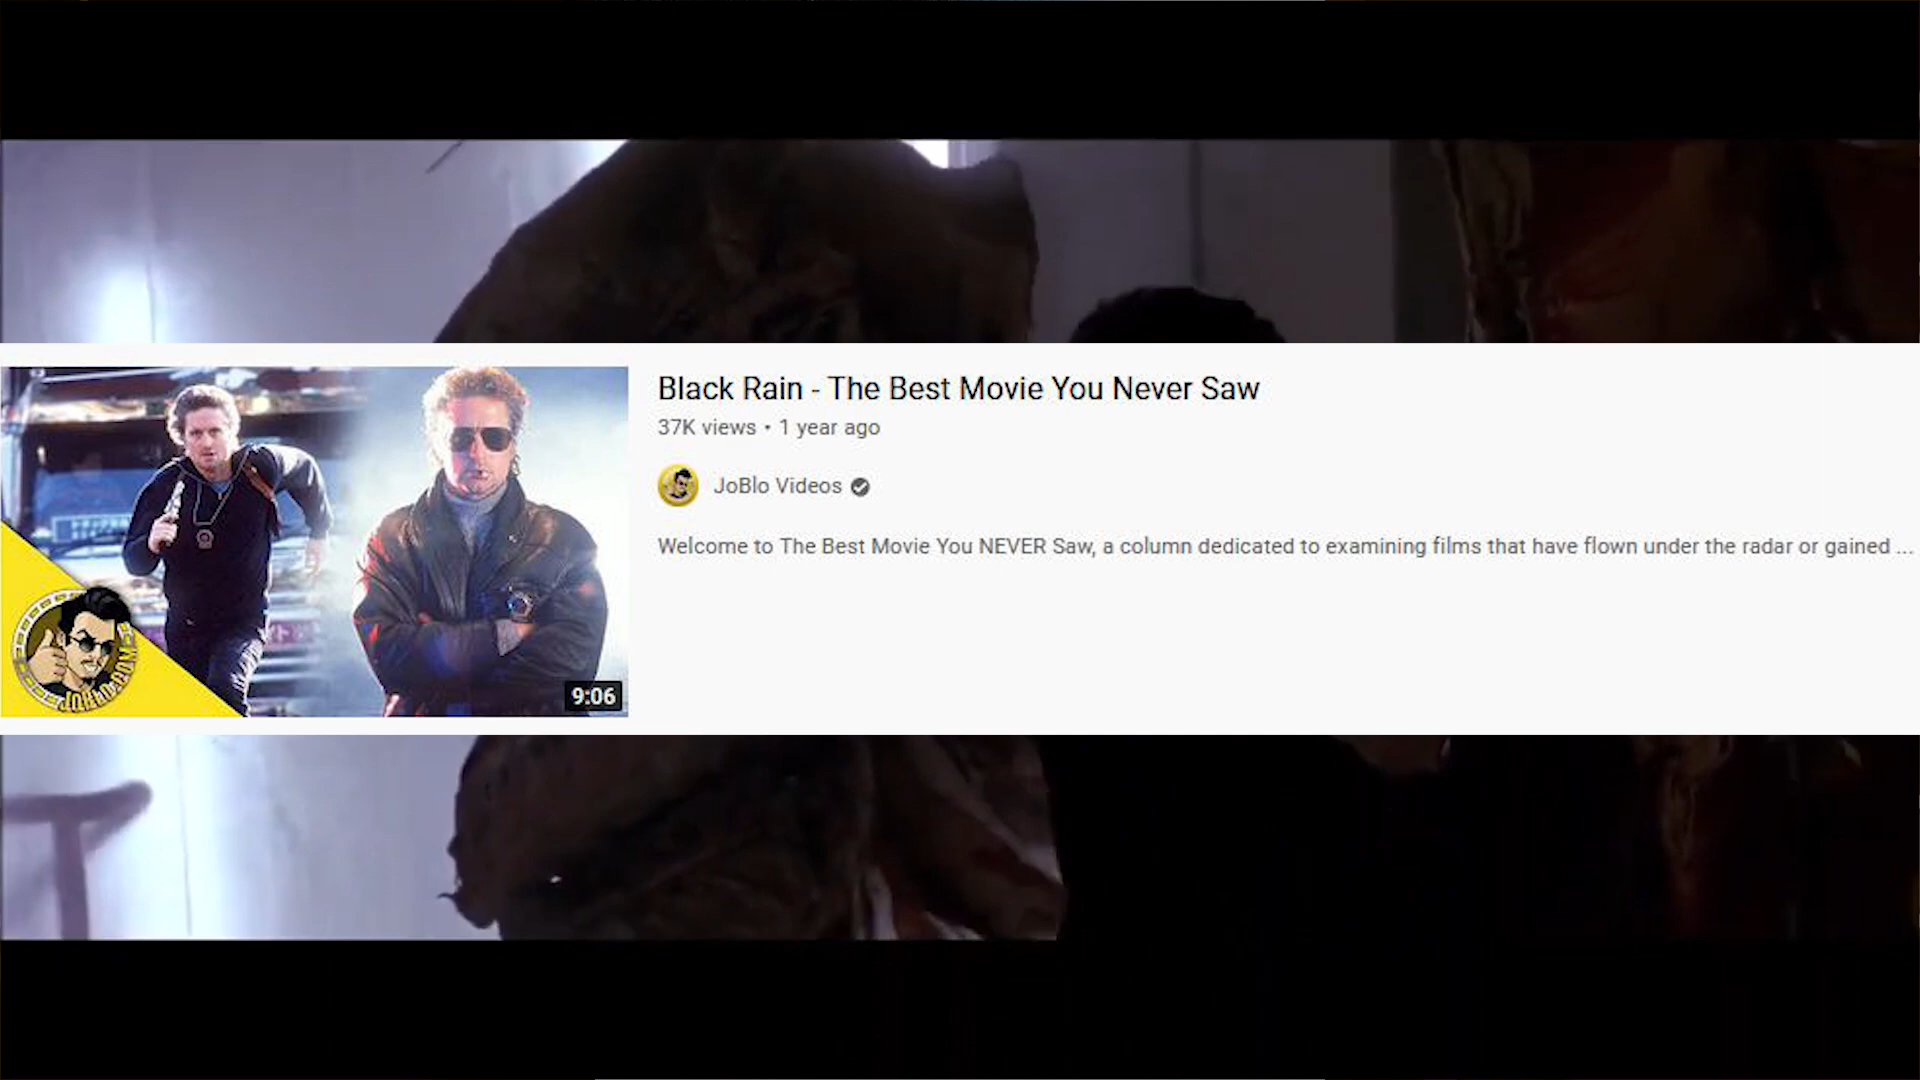 Black Rain - The Best Movie You Never Saw
37K views • 1 year ago
JoBlo Videos
Welcome to The Best Movie You NEVER Saw, a column dedicated to examining films that have flown under the radar or gained ...
JOBLO.COM
9:06